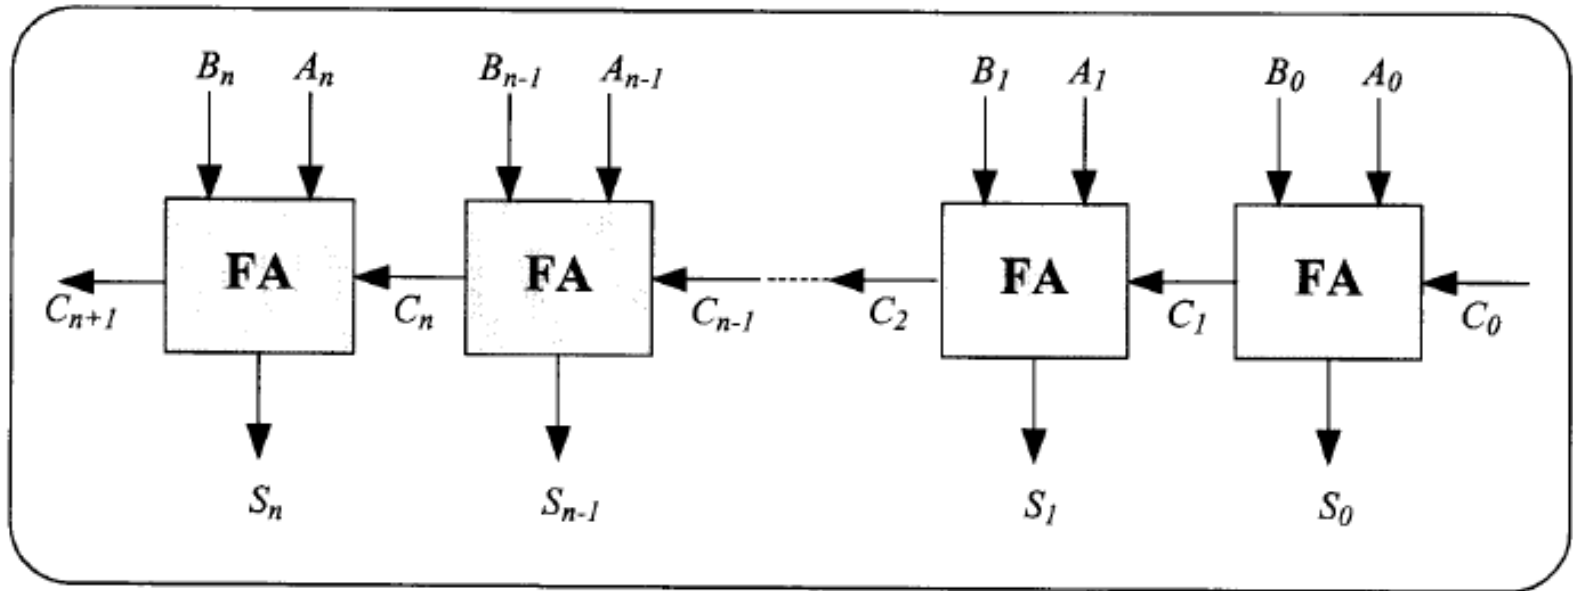 Bn An Bn-1 An-1 B1 A1 B0 A0
FA FA FA FA
Cn+1 Cn Cn-1 C2 C1 C0
Sn Sn-1 S1 S0